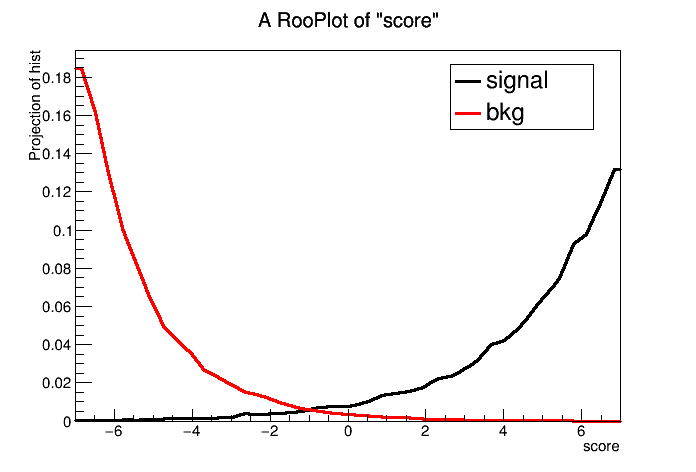 A RooPlot of "score"
Projection of hist
signal
bkg
0.18
0.16
0.14
0.12
0.1
0.08
0.06
0.04
0.02
0
−6 −4 −2 0 2 4 6
score